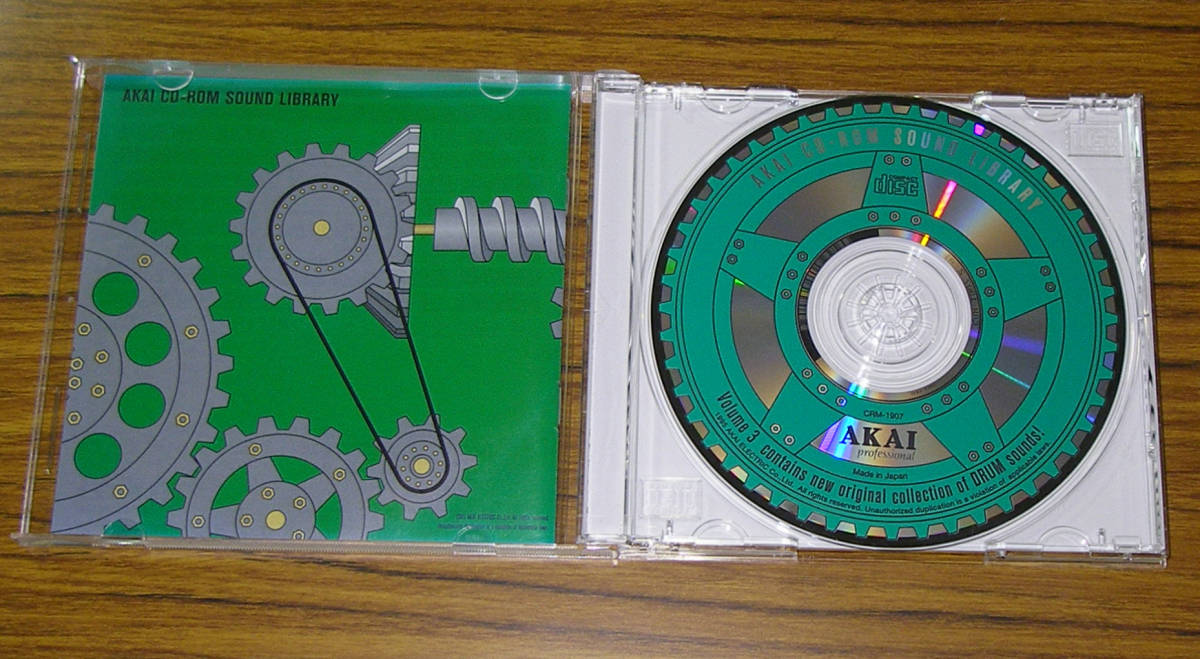 AKAI CD-ROM SOUND LIBRARY
AKAI CD-ROM SOUND LIBRARY
COMPACT
disc
CRM-1907
AKAI
professional
Made in Japan
Volume 3 contains new original collection of DRUM sounds!
1995 AKAI ELECTRIC Co., Ltd. All rights reserved. Unauthorized duplication is a violation of applicable laws.